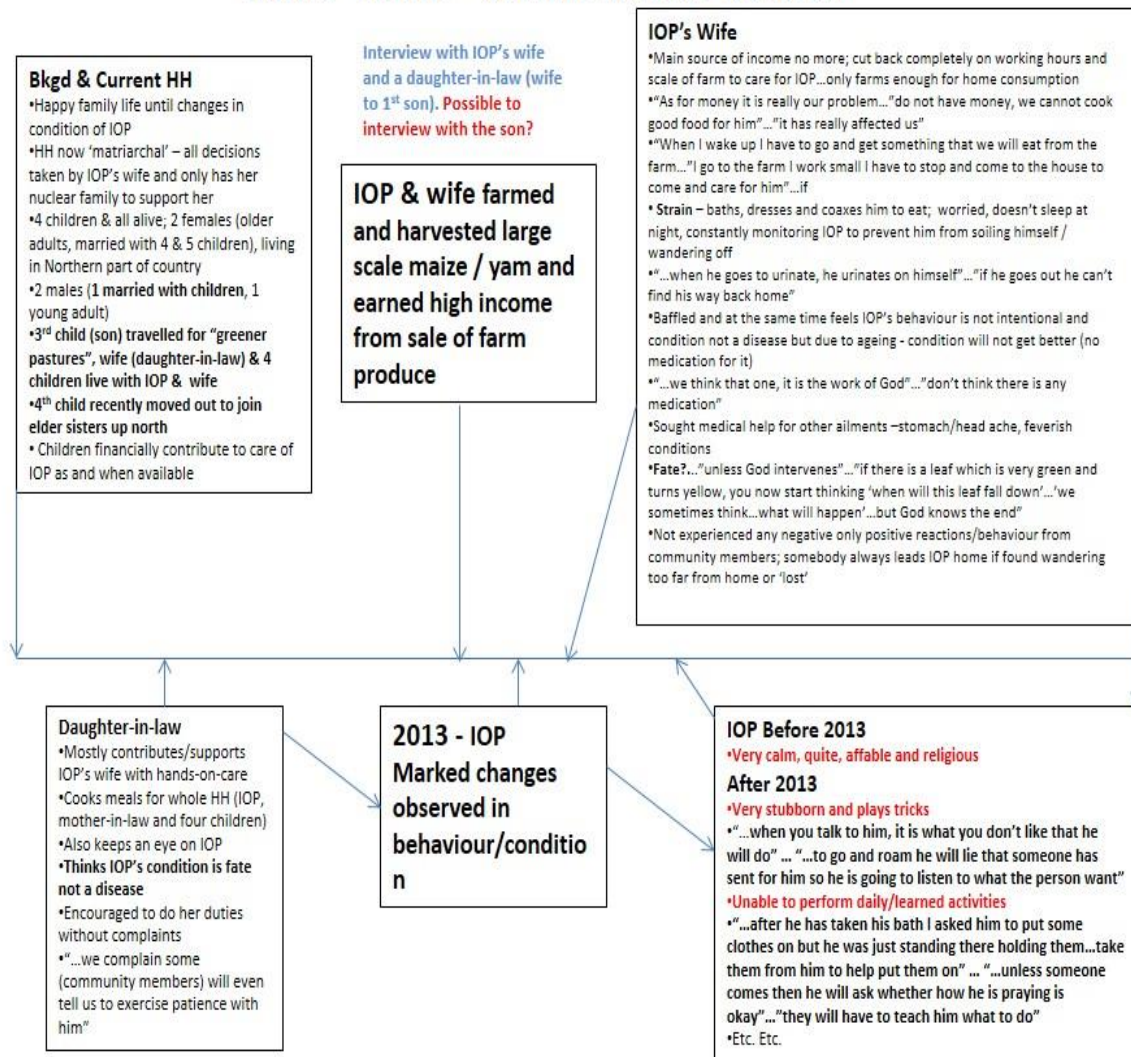 Bkgd & Current HH
•Happy family life until changes in
condition of IOP
•HH now ‘matriarchal’ – all decisions
taken by IOP’s wife and only has her
nuclear family to support her
•4 children & all alive; 2 females (older
adults, married with 4 & 5 children), living
in Northern part of country
•2 males (1 married with children, 1
young adult)
•3rd child (son) travelled for “greener
pastures”, wife (daughter-in-law) & 4
children live with IOP & wife
•4th child recently moved out to join
elder sisters up north
• Children financially contribute to care of
IOP as and when available
Interview with IOP’s wife
and a daughter-in-law (wife
to 1st son). Possible to
interview with the son?
IOP & wife farmed
and harvested large
scale maize / yam and
earned high income
from sale of farm
produce
IOP’s Wife
•Main source of income no more; cut back completely on working hours and
scale of farm to care for IOP...only farms enough for home consumption
•“As for money it is really our problem...”do not have money, we cannot cook
good food for him”...“it has really affected us”
•“When I wake up I have to go and get something that we will eat from the
farm...”I go to the farm I work small I have to stop and come to the house to
come and care for him”...if
• Strain – baths, dresses and coaxes him to eat; worried, doesn’t sleep at
night, constantly monitoring IOP to prevent him from soiling himself /
wandering off
•“...when he goes to urinate, he urinates on himself”...“if he goes out he can’t
find his way back home”
•Baffled and at the same time feels IOP’s behaviour is not intentional and
condition not a disease but due to ageing - condition will not get better (no
medication for it)
•“...we think that one, it is the work of God”...“don’t think there is any
medication”
•Sought medical help for other ailments –stomach/head ache, feverish
conditions
•Fate?...”unless God intervenes”...“if there is a leaf which is very green and
turns yellow, you now start thinking ‘when will this leaf fall down’...‘we
sometimes think...what will happen’...but God knows the end”
•Not experienced any negative only positive reactions/behaviour from
community members; somebody always leads IOP home if found wandering
too far from home or ‘lost’
Daughter-in-law
•Mostly contributes/supports
IOP’s wife with hands-on-care
•Cooks meals for whole HH (IOP,
mother-in-law and four children)
•Also keeps an eye on IOP
•Thinks IOP’s condition is fate
not a disease
•Encouraged to do her duties
without complaints
•“...we complain some
(community members) will even
tell us to exercise patience with
him”
2013 - IOP
Marked changes
observed in
behaviour/conditio
n
IOP Before 2013
•Very calm, quite, affable and religious
After 2013
•Very stubborn and plays tricks
•“...when you talk to him, it is what you don’t like that he
will do” ... “...to go and roam he will lie that someone has
sent for him so he is going to listen to what the person want”
•Unable to perform daily/learned activities
•“...after he has taken his bath I asked him to put some
clothes on but he was just standing there holding them...take
them from him to help put them on” ... “...unless someone
comes then he will ask whether how he is praying is
okay”...”they will have to teach him what to do”
•Etc. Etc.